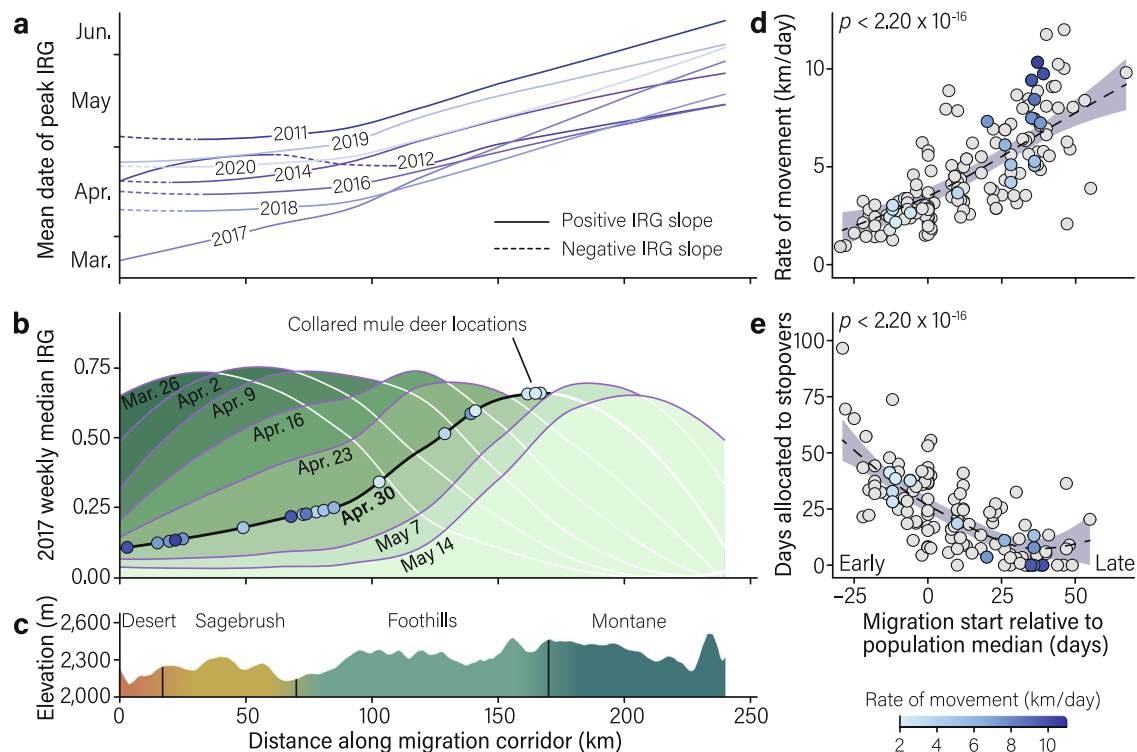 a
Mean date of peak IRG
Jun.
May
Apr.
Mar.
2011
2019
2020
2014
2012
2016
2018
2017
Positive IRG slope
Negative IRG slope
b
2017 weekly median IRG
0.75
0.50
0.25
0.00
Collared mule deer locations
Mar. 26
Apr. 2
Apr. 9
Apr. 16
Apr. 23
Apr. 30
May 7
May 14
c
Elevation (m)
2,600
2,300
2,000
Desert
Sagebrush
Foothills
Montane
0
50
100
150
200
250
Distance along migration corridor (km)
d
p < 2.20 x 10-16
Rate of movement (km/day)
10
5
0
e
p < 2.20 x 10-16
Days allocated to stopovers
100
75
50
25
0
Early
Late
−25
0
25
50
Migration start relative to
population median (days)
Rate of movement (km/day)
2
4
6
8
10